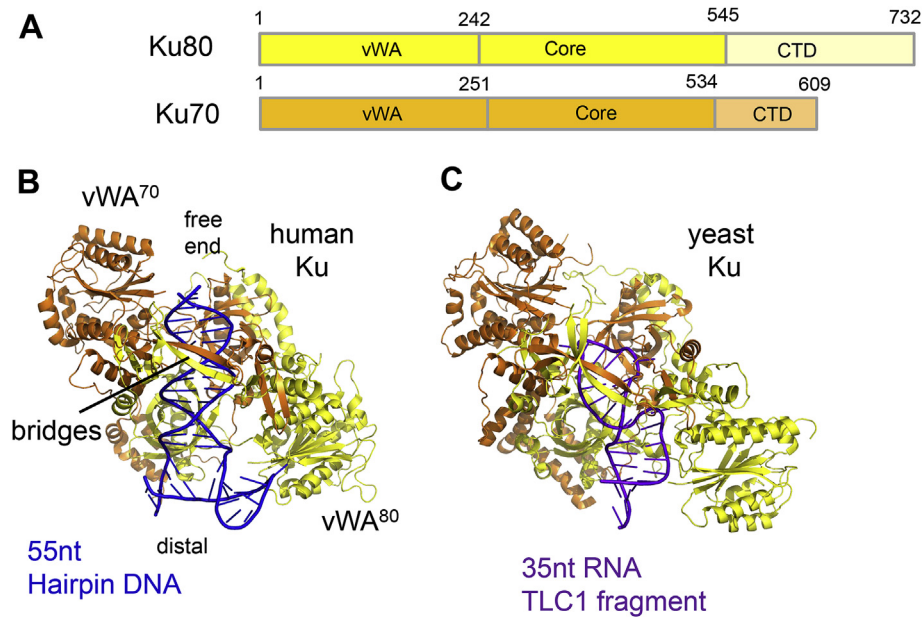 A
1 242 545 732
Ku80 vWA Core CTD
1 251 534 609
Ku70 vWA Core CTD
B
vWA⁷⁰
free
end
human
Ku
bridges
vWA⁸⁰
distal
55nt
Hairpin DNA
C
yeast
Ku
35nt RNA
TLC1 fragment